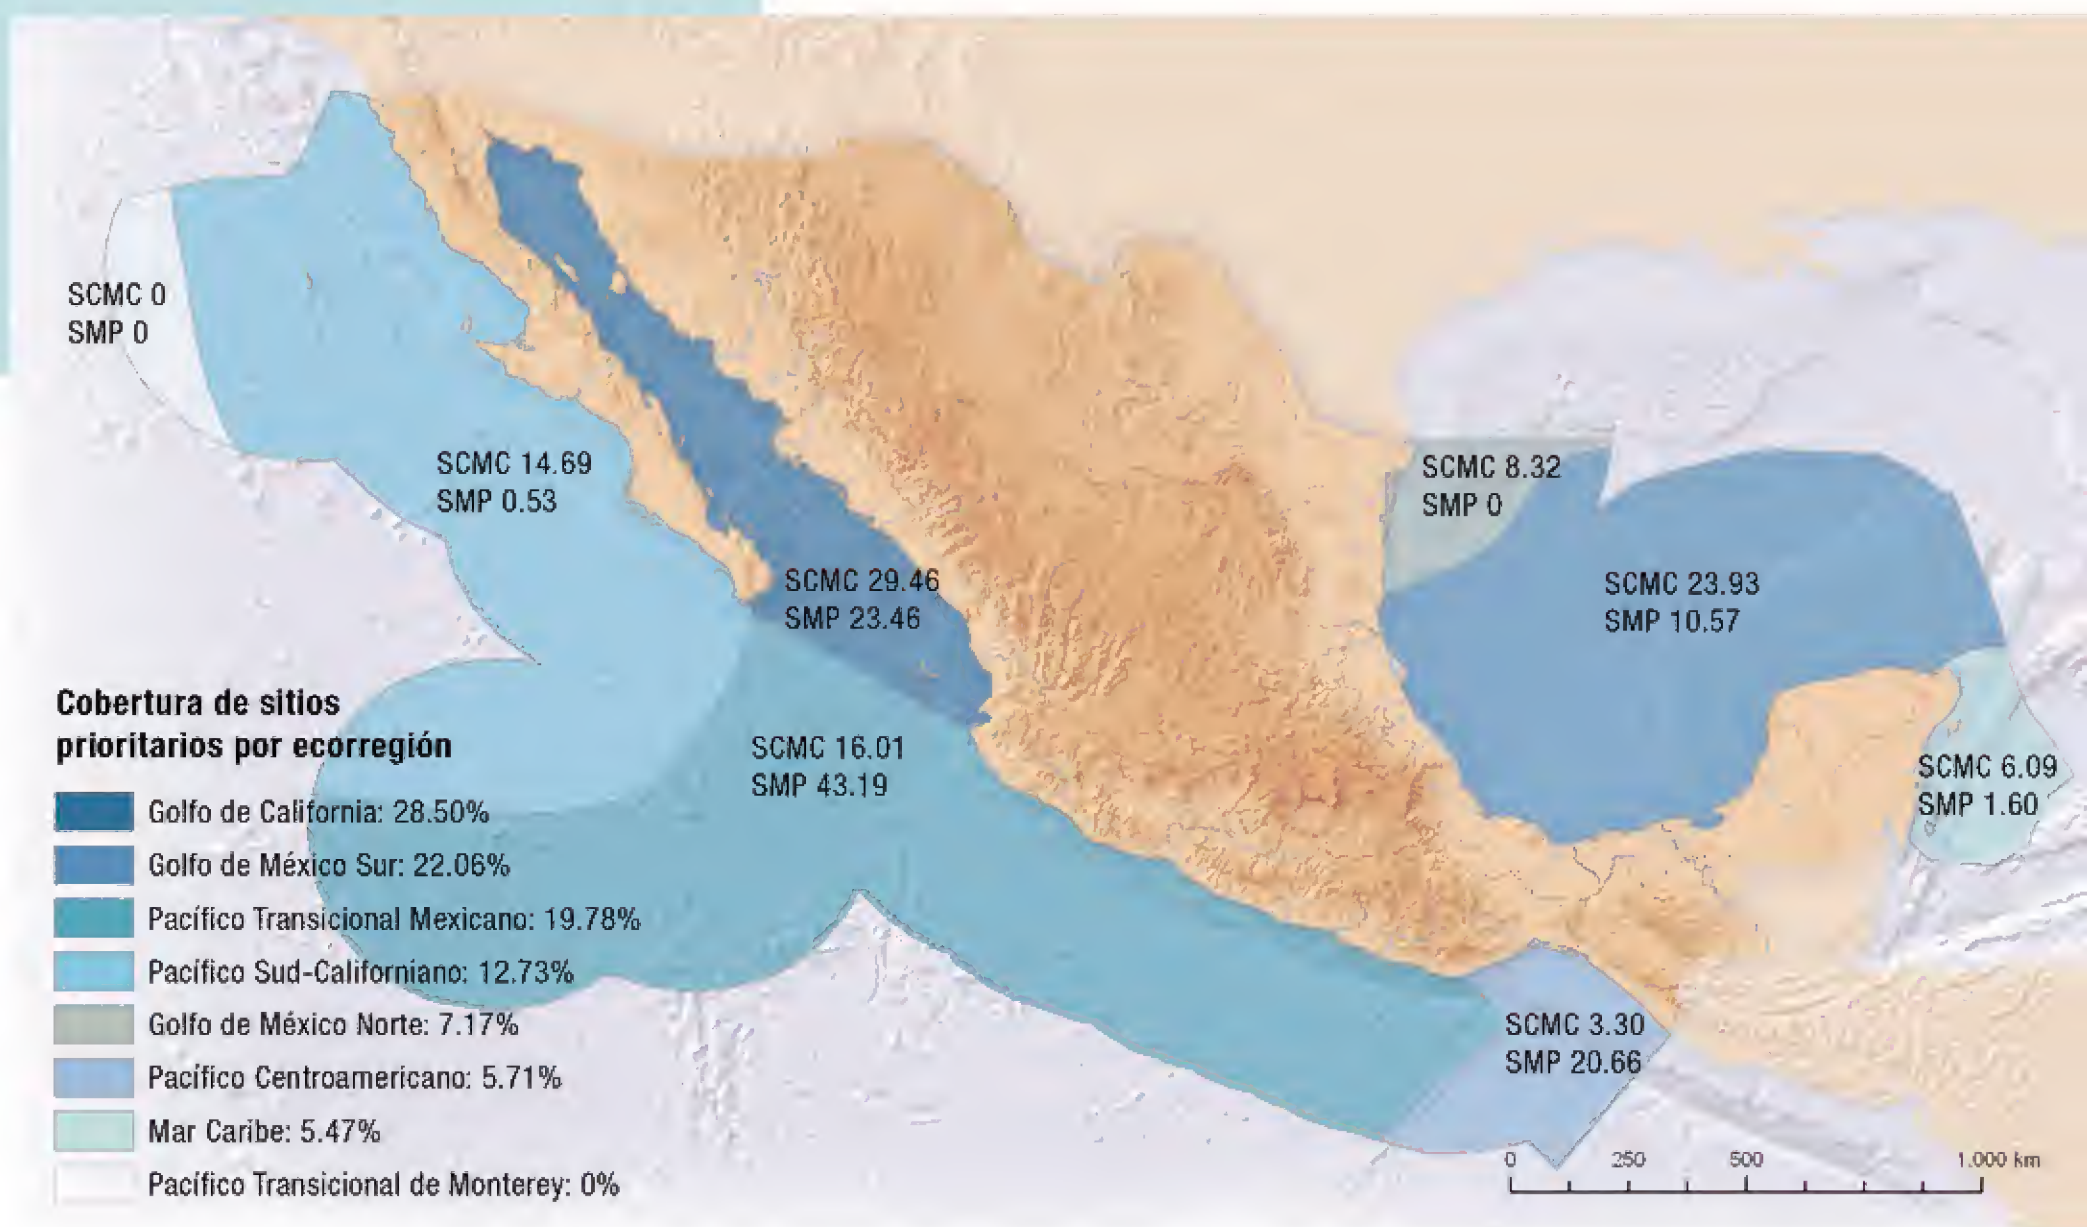 SCMC 0
SMP 0
SCMC 14.69
SMP 0.53
SCMC 29.46
SMP 23.46
SCMC 16.01
SMP 43.19
SCMC 8.32
SMP 0
SCMC 23.93
SMP 10.57
SCMC 6.09
SMP 1.60
SCMC 3.30
SMP 20.66
Cobertura de sitios
prioritarios por ecorregión
Golfo de California: 28.50%
Golfo de México Sur: 22.06%
Pacífico Transicional Mexicano: 19.78%
Pacífico Sud-Californiano: 12.73%
Golfo de México Norte: 7.17%
Pacífico Centroamericano: 5.71%
Mar Caribe: 5.47%
Pacífico Transicional de Monterey: 0%
0 250 500 1.000 km